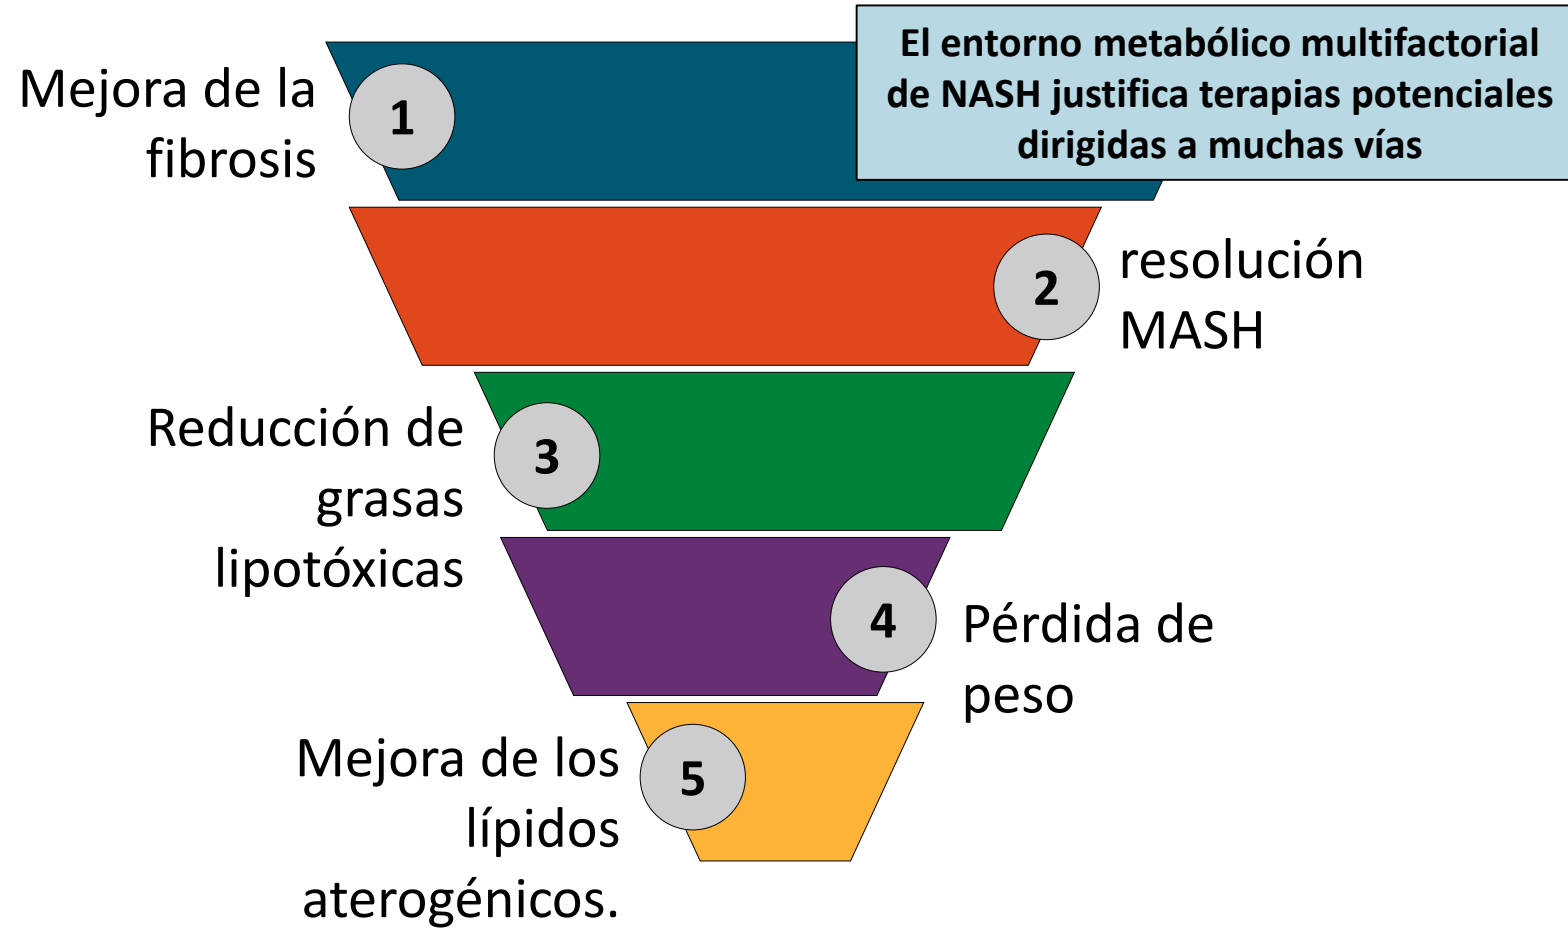 El entorno metabólico multifactorial
de NASH justifica terapias potenciales
dirigidas a muchas vías
Mejora de la
fibrosis
1
2
resolución
MASH
Reducción de
grasas
lipotóxicas
3
4
Pérdida de
peso
Mejora de los
lípidos
aterogénicos.
5